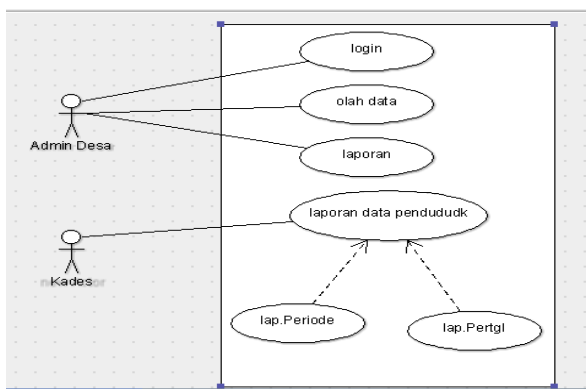 login
olah data
Admin Desa
laporan
laporan data pendududk
Kades
lap.Periode
lap.Pertgl